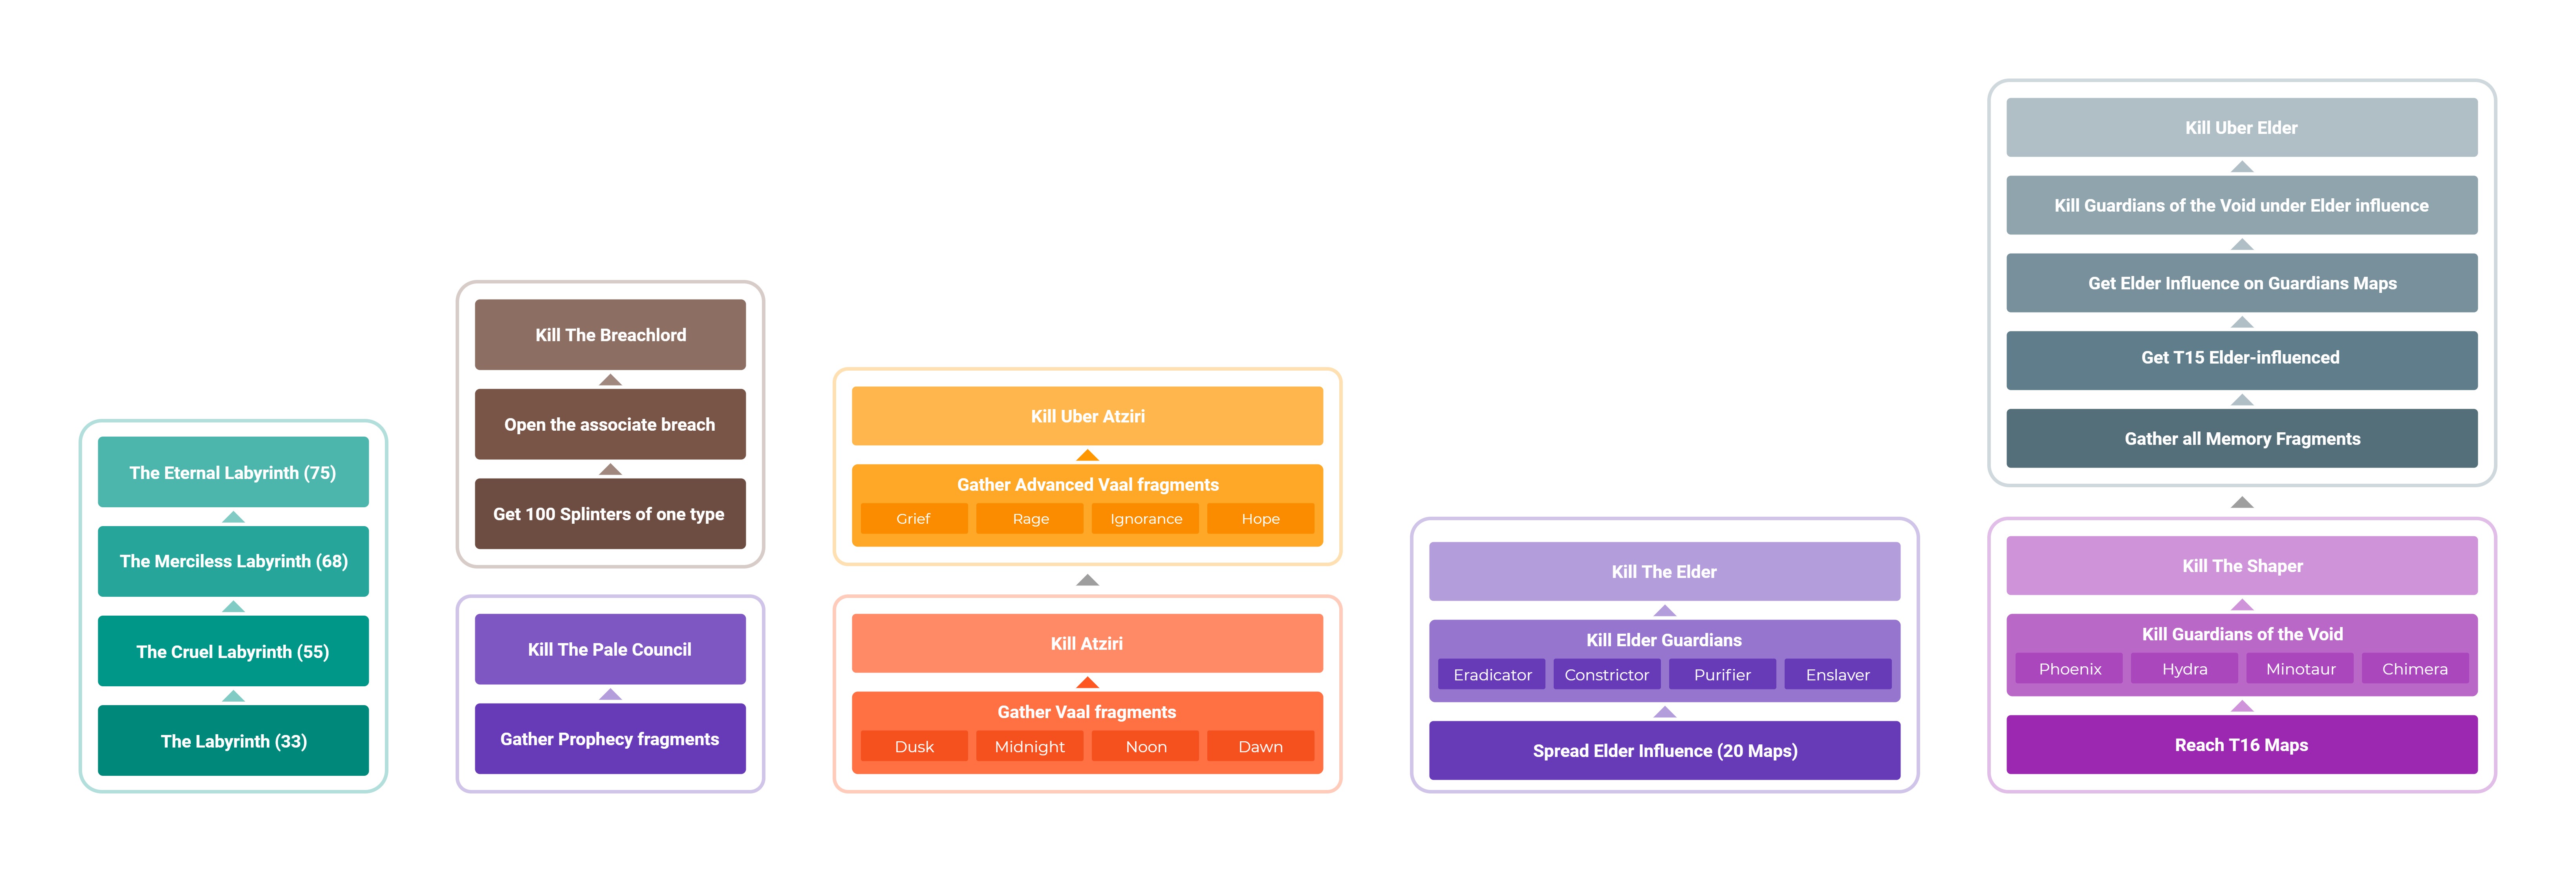 The Eternal Labyrinth (75)
The Merciless Labyrinth (68)
The Cruel Labyrinth (55)
The Labyrinth (33)
Kill The Breachlord
Open the associate breach
Get 100 Splinters of one type
Kill The Pale Council
Gather Prophecy fragments
Kill Uber Atziri
Gather Advanced Vaal fragments
Grief Rage Ignorance Hope
Kill Atziri
Gather Vaal fragments
Dusk Midnight Noon Dawn
Kill The Elder
Kill Elder Guardians
Eradicator Constrictor Purifier Enslaver
Spread Elder Influence (20 Maps)
Kill Uber Elder
Kill Guardians of the Void under Elder influence
Get Elder Influence on Guardians Maps
Get T15 Elder-influenced
Gather all Memory Fragments
Kill The Shaper
Kill Guardians of the Void
Phoenix Hydra Minotaur Chimera
Reach T16 Maps